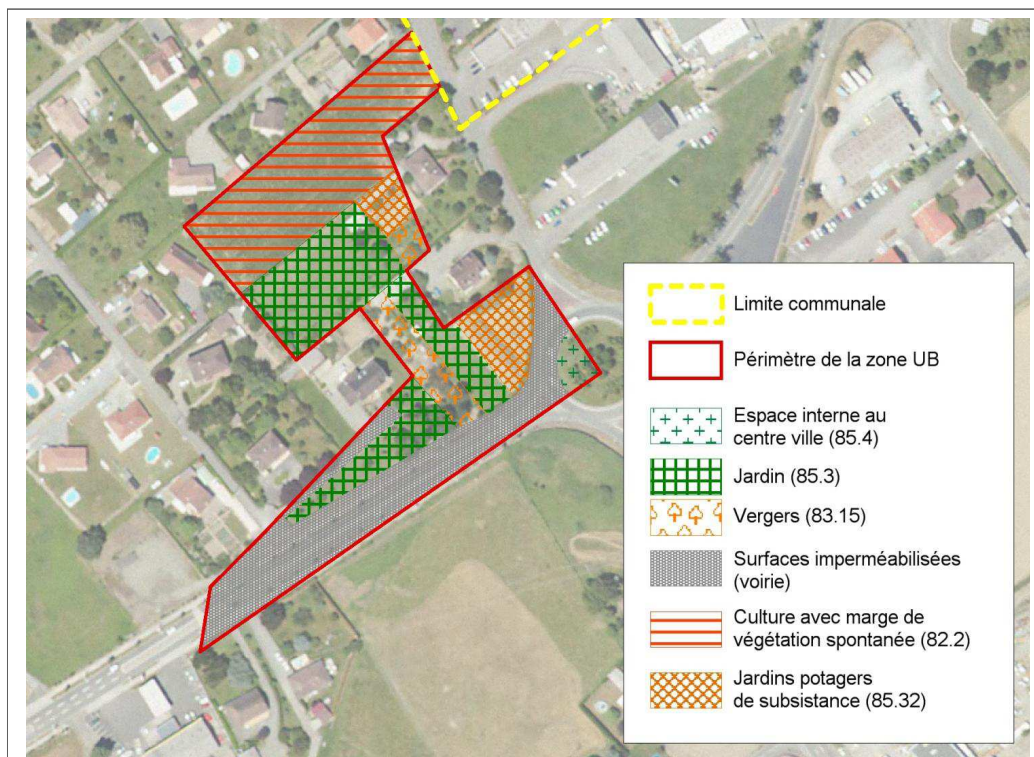 Limite communale
Périmètre de la zone UB
Espace interne au
centre ville (85.4)
Jardin (85.3)
Vergers (83.15)
Surfaces imperméabilisées
(voirie)
Culture avec marge de
végétation spontanée (82.2)
Jardins potagers
de subsistance (85.32)